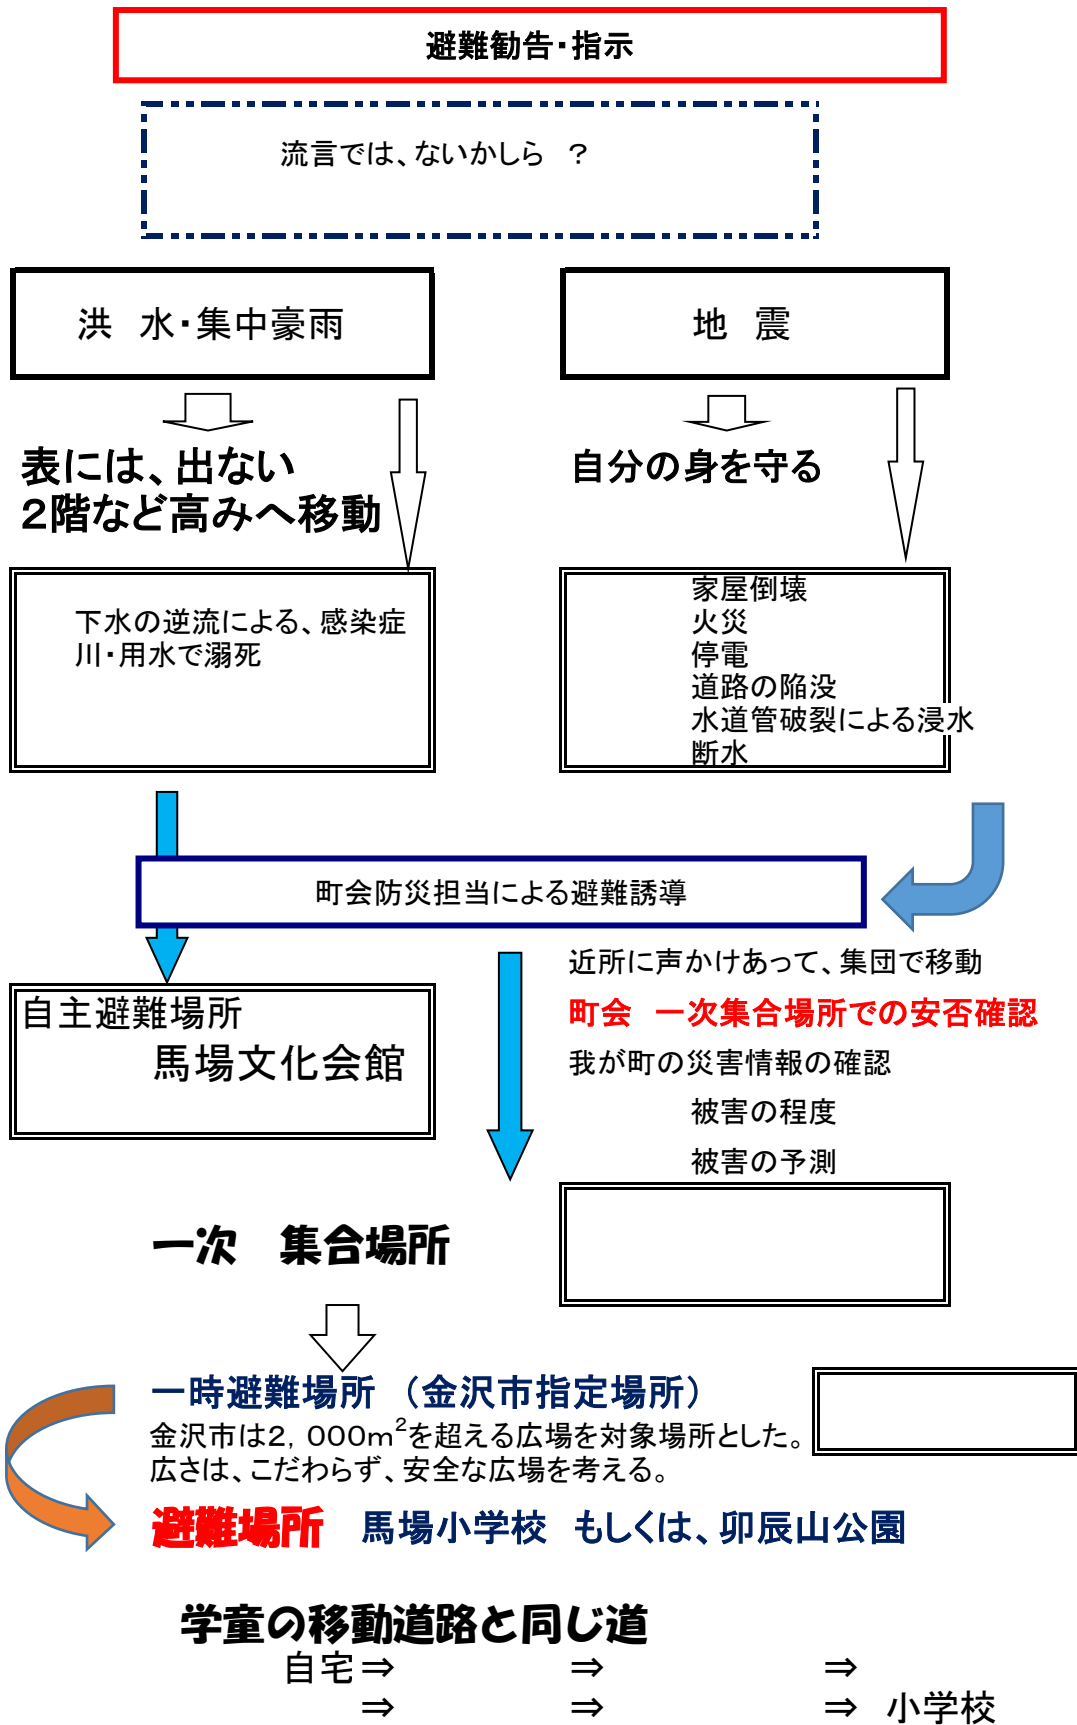 避難勧告・指示
流言では、ないかしら　？
洪　水・集中豪雨
地　震
表には、出ない
２階など高みへ移動
自分の身を守る
下水の逆流による、感染症
川・用水で溺死
家屋倒壊
火災
停電
道路の陥没
水道管破裂による浸水
断水
町会防災担当による避難誘導
近所に声かけあって、集団で移動
町会　一次集合場所での安否確認
我が町の災害情報の確認
被害の程度
被害の予測
自主避難場所
馬場文化会館
一次　集合場所
一時避難場所　（金沢市指定場所）
金沢市は２，０００ｍ²を超える広場を対象場所とした。
広さは、こだわらず、安全な広場を考える。
避難場所　馬場小学校　もしくは、卯辰山公園
学童の移動道路と同じ道
自宅⇒　⇒　⇒
⇒　⇒　⇒　小学校